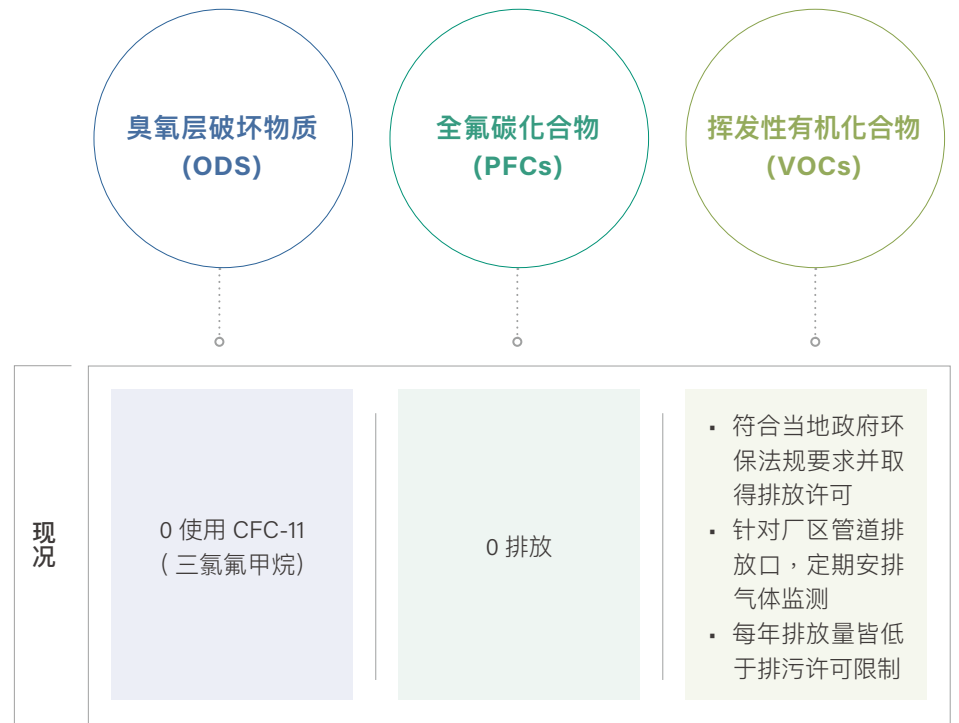 臭氧层破坏物质
(ODS)
全氟碳化合物
(PFCs)
挥发性有机化合物
(VOCs)
现况
0 使用 CFC-11
( 三氯氟甲烷)
0 排放
▪ 符合当地政府环
保法规要求并取
得排放许可
▪ 针对厂区管道排
放口，定期安排
气体监测
▪ 每年排放量皆低
于排污许可限制